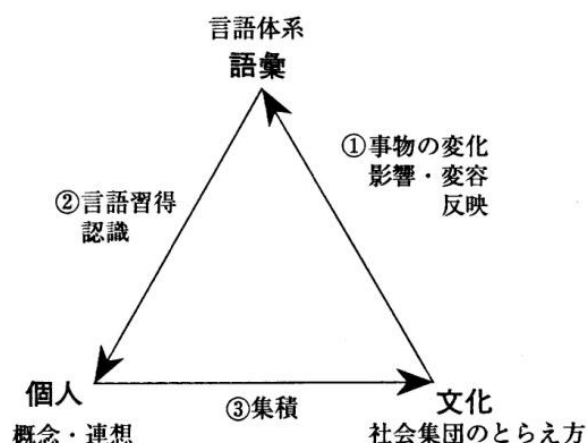 言語体系
語彙
①事物の変化
影響・変容
反映
②言語習得
認識
個人
概念・連想
③集積
文化
社会集団のとらえ方